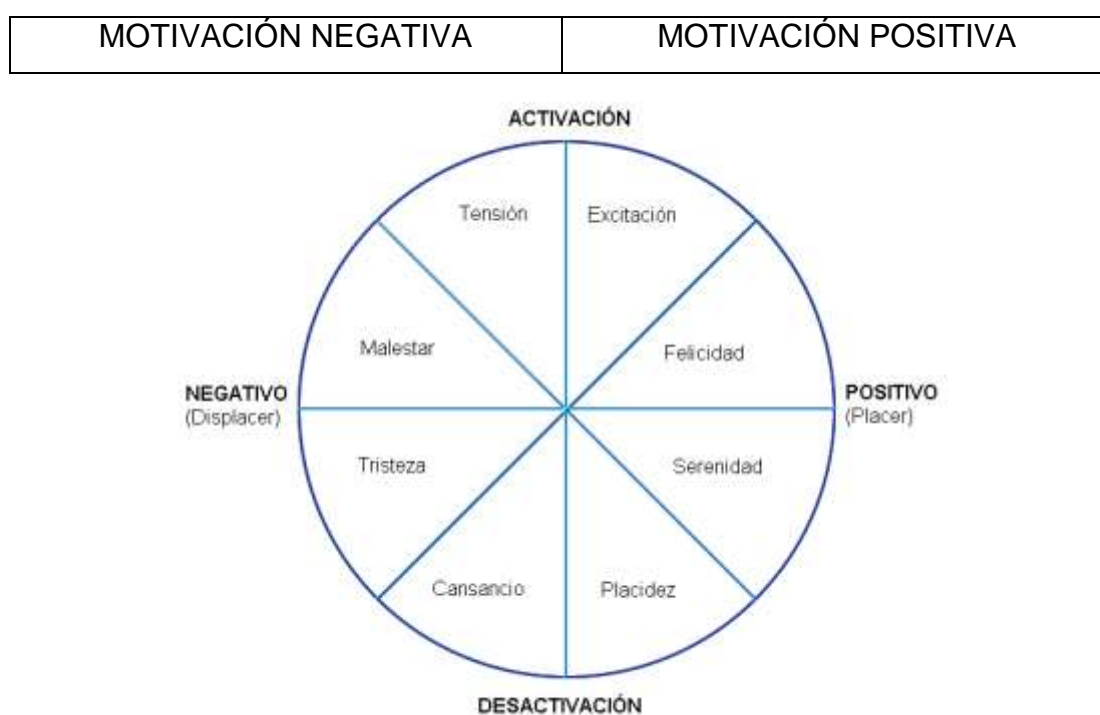 MOTIVACIÓN NEGATIVA
MOTIVACIÓN POSITIVA
ACTIVACIÓN
Tensión
Excitación
Malestar
Felicidad
NEGATIVO
(Displacer)
POSITIVO
(Placer)
Tristeza
Serenidad
Cansancio
Placidez
DESACTIVACIÓN